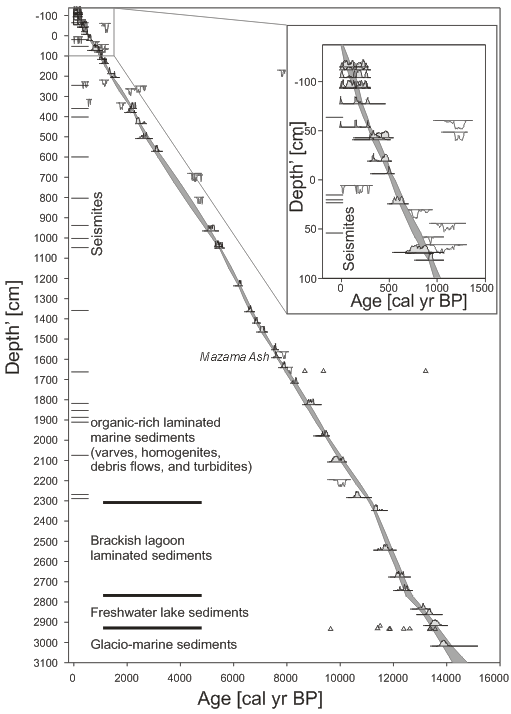 -100
0
100
200
300
400
500
600
700
800
900
1000
1100
1200
1300
1400
1500
1600
1700
1800
1900
2000
2100
2200
2300
2400
2500
2600
2700
2800
2900
3000
3100
Depth' [cm]
Seismites
-100
-50
0
50
100
Depth' [cm]
Seismites
0 500 1000 1500
Age [cal yr BP]
Mazama Ash
organic-rich laminated
marine sediments
(varves, homogenites,
debris flows, and turbidites)
Brackish lagoon
laminated sediments
Freshwater lake sediments
Glacio-marine sediments
0 2000 4000 6000 8000 10000 12000 14000 16000
Age [cal yr BP]